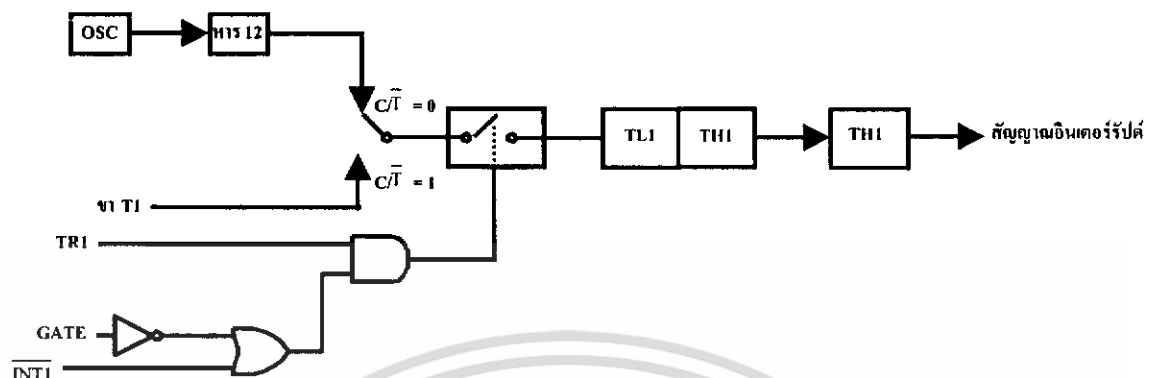 OSC
หาร 12
C/T̅ = 0
TL1
TH1
TH1
สัญญาณอินเตอร์รัปต์
C/T̅ = 1
ขา T1
TR1
GATE
I̅N̅T̅1̅